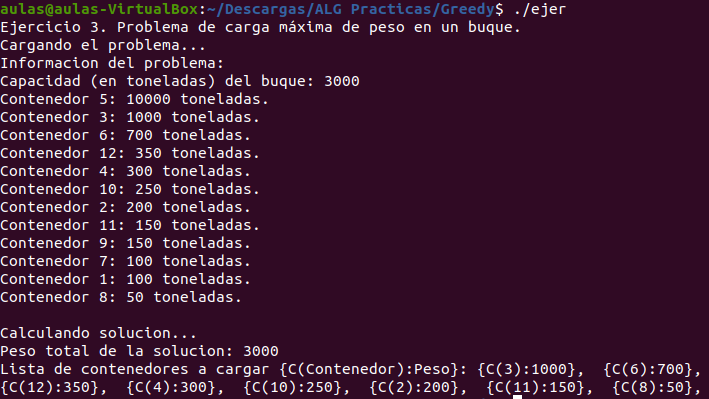 aulas@aulas-VirtualBox:~/Descargas/ALG Practicas/Greedy$ ./ejer
Ejercicio 3. Problema de carga máxima de peso en un buque.
Cargando el problema...
Informacion del problema:
Capacidad (en toneladas) del buque: 3000
Contenedor 5: 10000 toneladas.
Contenedor 3: 1000 toneladas.
Contenedor 6: 700 toneladas.
Contenedor 12: 350 toneladas.
Contenedor 4: 300 toneladas.
Contenedor 10: 250 toneladas.
Contenedor 2: 200 toneladas.
Contenedor 11: 150 toneladas.
Contenedor 9: 150 toneladas.
Contenedor 7: 100 toneladas.
Contenedor 1: 100 toneladas.
Contenedor 8: 50 toneladas.
Calculando solucion...
Peso total de la solucion: 3000
Lista de contenedores a cargar {C(Contenedor):Peso}: {C(3):1000}, {C(6):700},
{C(12):350}, {C(4):300}, {C(10):250}, {C(2):200}, {C(11):150}, {C(8):50},